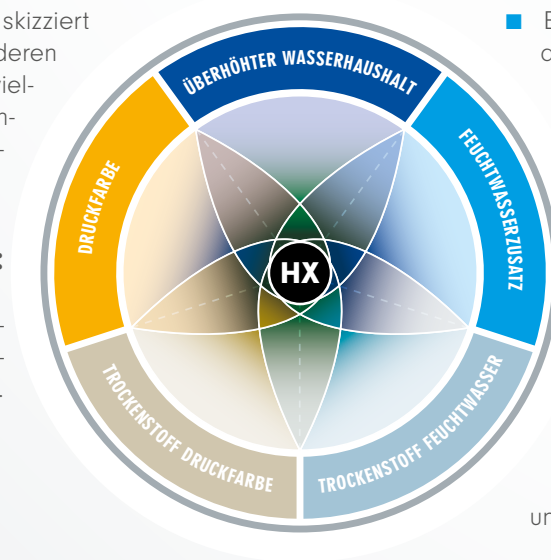 skizziert
deren
iel-
n-
-
:
-
-
.
ÜBERHÖHTER WASSERHAUSHALT
FEUCHTWASSERZUSATZ
TROCKENSTOFF FEUCHTWASSER
TROCKENSTOFF DRUCKFARBE
DRUCKFARBE
HX
un